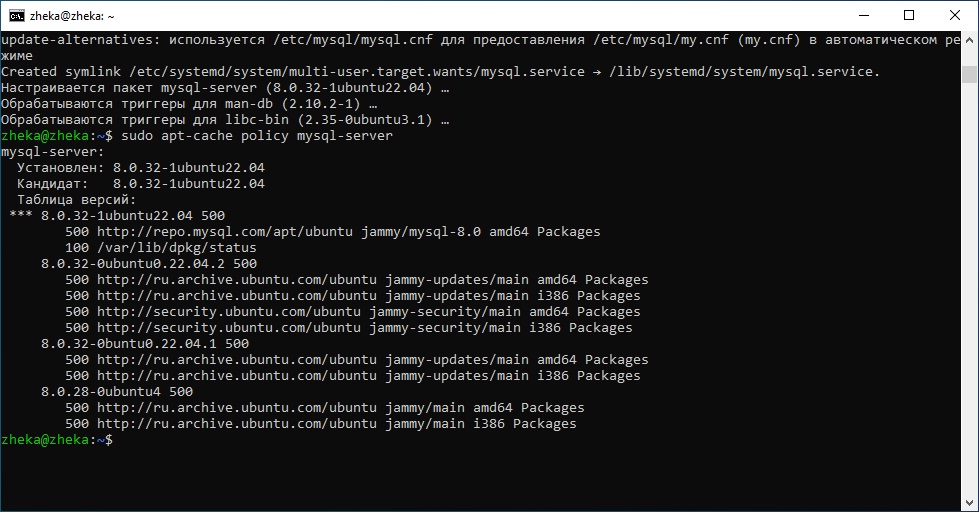 zheka@zheka: ~
update-alternatives: используется /etc/mysql/mysql.cnf для предоставления /etc/mysql/my.cnf (my.cnf) в автоматическом ре
жиме
Created symlink /etc/systemd/system/multi-user.target.wants/mysql.service → /lib/systemd/system/mysql.service.
Настраивается пакет mysql-server (8.0.32-1ubuntu22.04) …
Обрабатываются триггеры для man-db (2.10.2-1) …
Обрабатываются триггеры для libc-bin (2.35-0ubuntu3.1) …
zheka@zheka:~$ sudo apt-cache policy mysql-server
mysql-server:
  Установлен: 8.0.32-1ubuntu22.04
  Кандидат:   8.0.32-1ubuntu22.04
  Таблица версий:
 *** 8.0.32-1ubuntu22.04 500
        500 http://repo.mysql.com/apt/ubuntu jammy/mysql-8.0 amd64 Packages
        100 /var/lib/dpkg/status
     8.0.32-0ubuntu0.22.04.2 500
        500 http://ru.archive.ubuntu.com/ubuntu jammy-updates/main amd64 Packages
        500 http://ru.archive.ubuntu.com/ubuntu jammy-updates/main i386 Packages
        500 http://security.ubuntu.com/ubuntu jammy-security/main amd64 Packages
        500 http://security.ubuntu.com/ubuntu jammy-security/main i386 Packages
     8.0.32-0buntu0.22.04.1 500
        500 http://ru.archive.ubuntu.com/ubuntu jammy-updates/main amd64 Packages
        500 http://ru.archive.ubuntu.com/ubuntu jammy-updates/main i386 Packages
     8.0.28-0ubuntu4 500
        500 http://ru.archive.ubuntu.com/ubuntu jammy/main amd64 Packages
        500 http://ru.archive.ubuntu.com/ubuntu jammy/main i386 Packages
zheka@zheka:~$